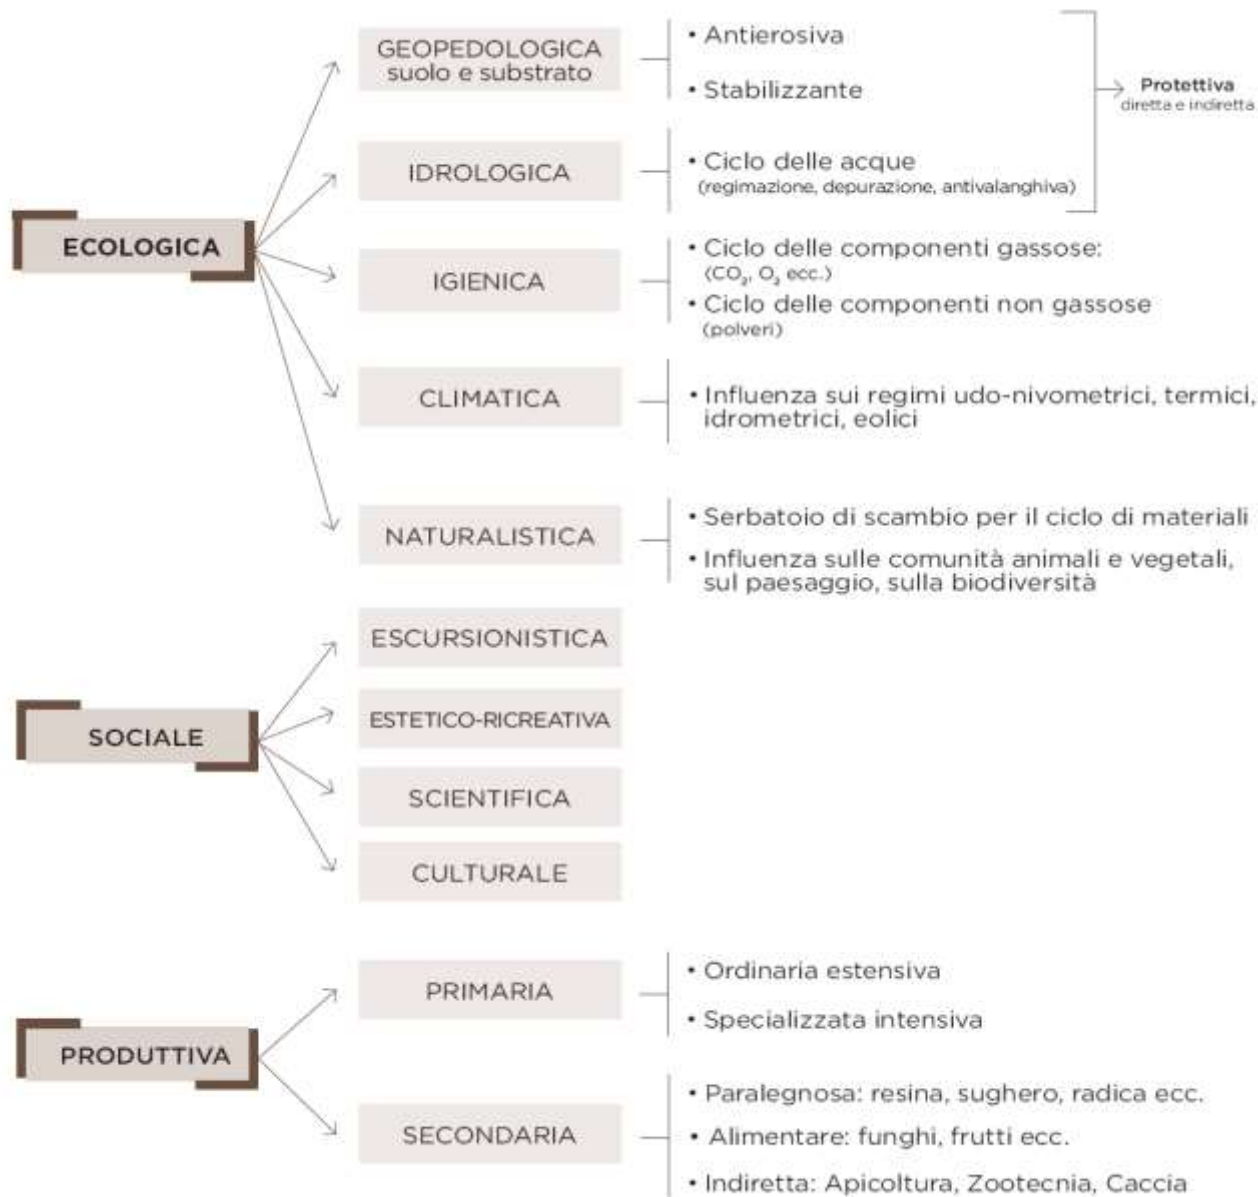 GEOPEDOLOGICA
suolo e substrato
• Antierosiva
• Stabilizzante
Protettiva
diretta e indiretta
IDROLOGICA
• Ciclo delle acque
(regimazione, depurazione, antivalanghiva)
ECOLOGICA
IGIENICA
• Ciclo delle componenti gassose:
(CO₂, O₂ ecc.)
• Ciclo delle componenti non gassose
(polveri)
CLIMATICA
• Influenza sui regimi udo-nivometrici, termici,
idrometrici, eolici
NATURALISTICA
• Serbatoio di scambio per il ciclo di materiali
• Influenza sulle comunità animali e vegetali,
sul paesaggio, sulla biodiversità
SOCIALE
ESCURSIONISTICA
ESTETICO-RICREATIVA
SCIENTIFICA
CULTURALE
PRODUTTIVA
PRIMARIA
• Ordinaria estensiva
• Specializzata intensiva
SECONDARIA
• Paralegnosa: resina, sughero, radica ecc.
• Alimentare: funghi, frutti ecc.
• Indiretta: Apicoltura, Zootecnia, Caccia